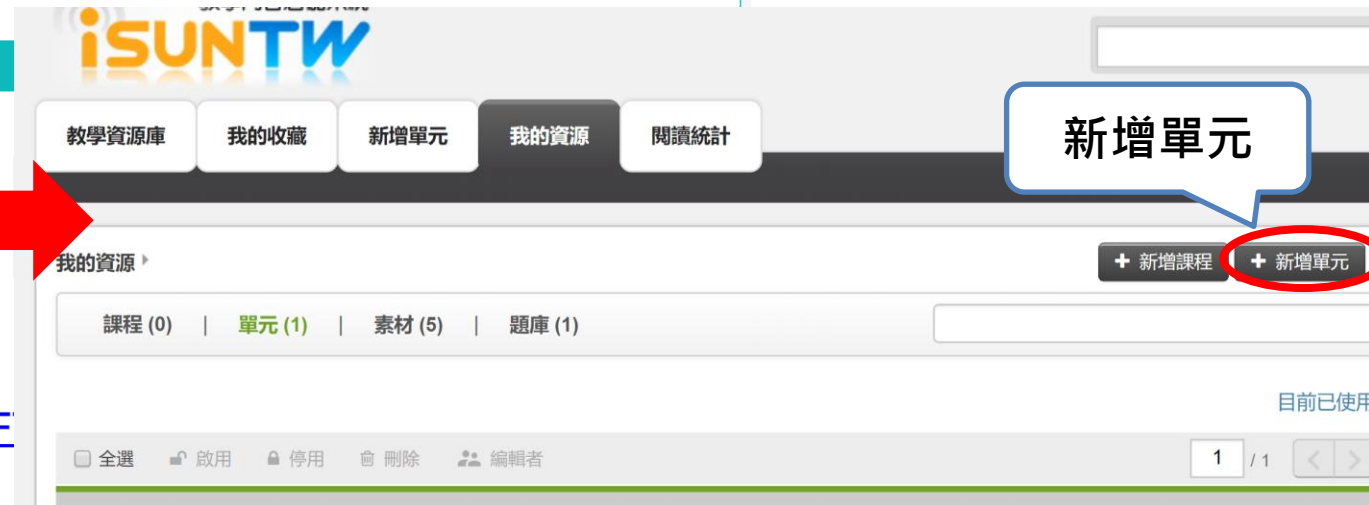 iSUNTW
教學資源庫
我的收藏
新增單元
我的資源
閱讀統計
新增單元
我的資源
+ 新增課程
+ 新增單元
課程 (0) | 單元 (1) | 素材 (5) | 題庫 (1)
目前已使用
全選 啟用 停用 刪除 編輯者
1 / 1 < >